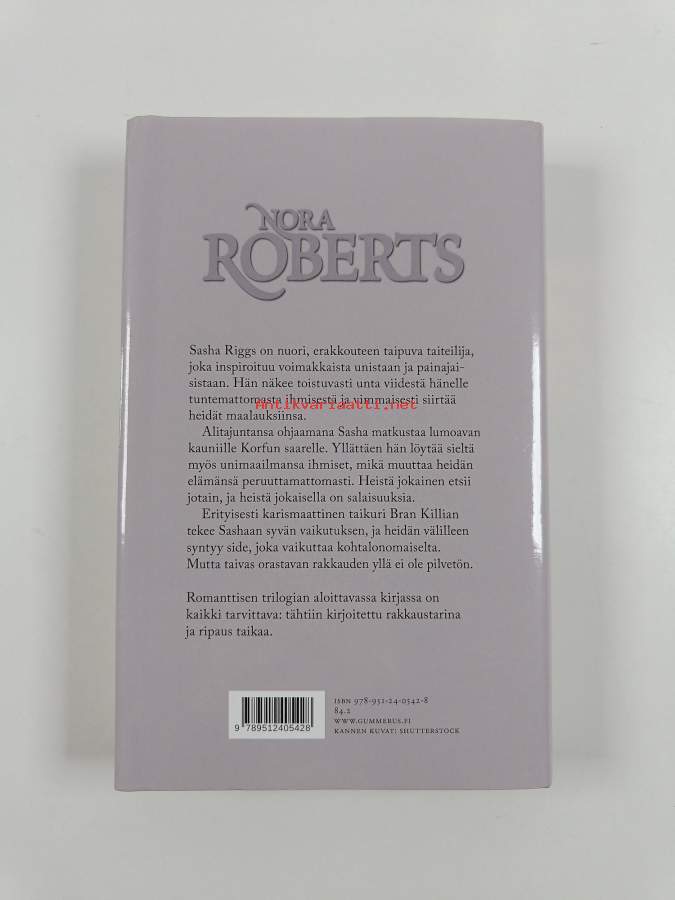 NORA
ROBERTS
Sasha Riggs on nuori, erakkouteen taipuva taiteilija,
joka inspiroituu voimakkaista unistaan ja painajai-
sistaan. Hän näkee toistuvasti unta viidestä hänelle
tuntemattomasta ihmisestä ja vimmaisesti siirtää
Antikvariaatti.net
heidät maalauksiinsa.
Alitajuntansa ohjaamana Sasha matkustaa lumoavan
kauniille Korfun saarelle. Yllättäen hän löytää sieltä
myös unimaailmansa ihmiset, mikä muuttaa heidän
elämänsä peruuttamattomasti. Heistä jokainen etsii
jotain, ja heistä jokaisella on salaisuuksia.
Erityisesti karismaattinen taikuri Bran Killian
tekee Sashaan syvän vaikutuksen, ja heidän välilleen
syntyy side, joka vaikuttaa kohtalonomaiselta.
Mutta taivas orastavan rakkauden yllä ei ole pilvetön.
Romanttisen trilogian aloittavassa kirjassa on
kaikki tarvittava: tähtiin kirjoitettu rakkaustarina
ja ripaus taikaa.
ISBN 978-951-24-0542-8
84.2
WWW.GUMMERUS.FI
KANNEN KUVAT: SHUTTERSTOCK
9 789512 405428